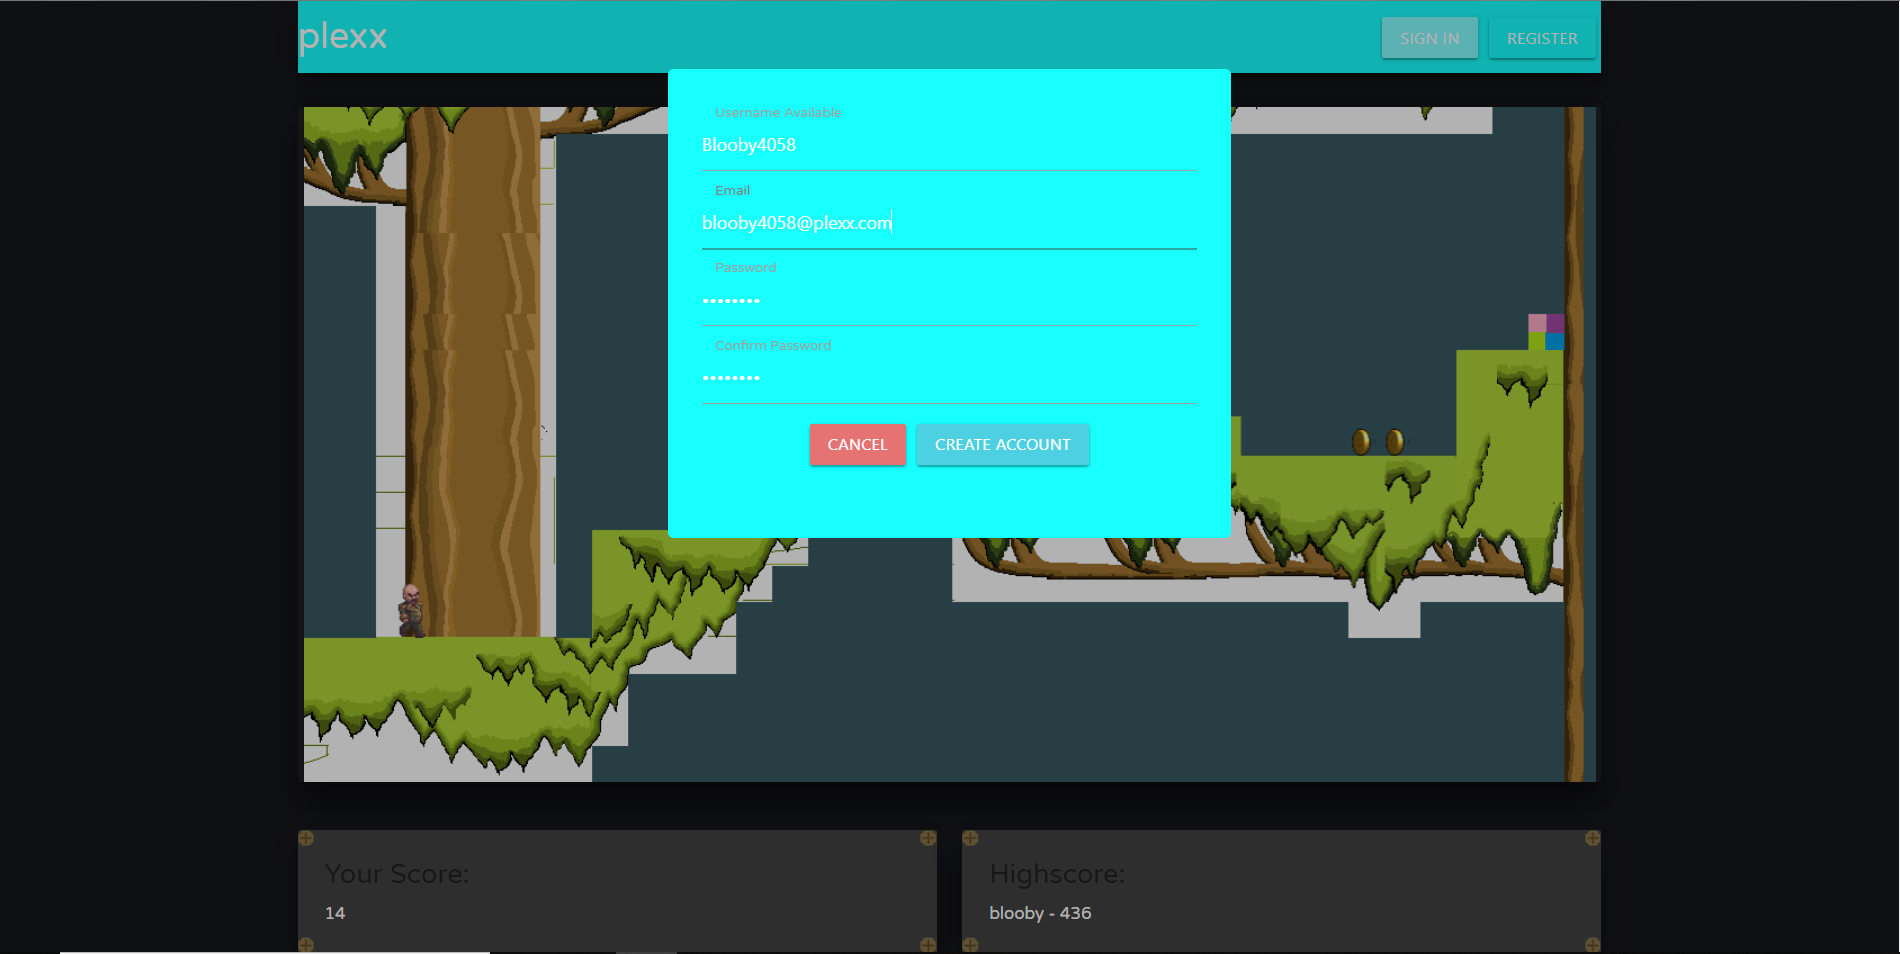 plexx
SIGN IN
REGISTER
Username Available
Blooby4058
Email
blooby4058@plexx.com
Password
••••••••
Confirm Password
••••••••
CANCEL
CREATE ACCOUNT
Your Score:
14
Highscore:
blooby - 436